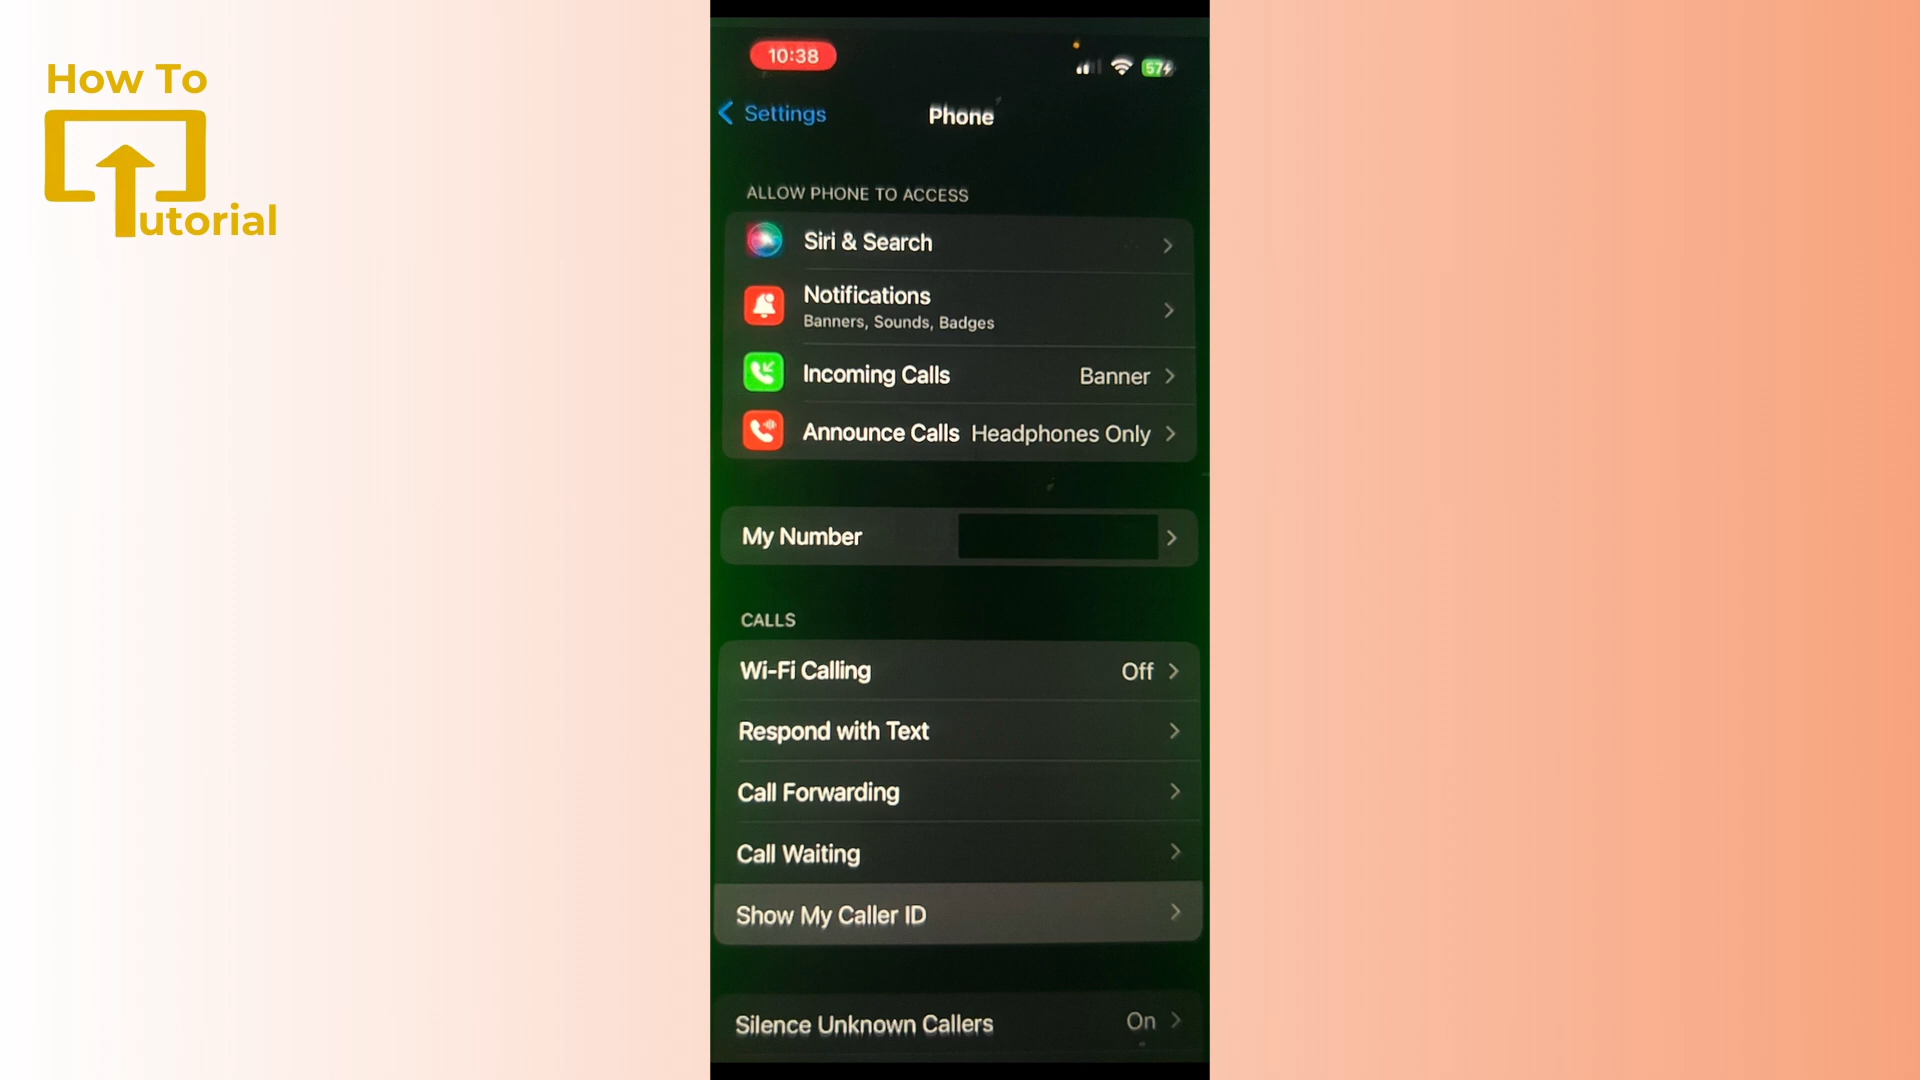 How To
utorial
10:38
57
Settings
Phone
ALLOW PHONE TO ACCESS
Siri & Search
Notifications
Banners, Sounds, Badges
Incoming Calls Banner
Announce Calls Headphones Only
My Number
CALLS
Wi-Fi Calling Off
Respond with Text
Call Forwarding
Call Waiting
Show My Caller ID
Silence Unknown Callers On